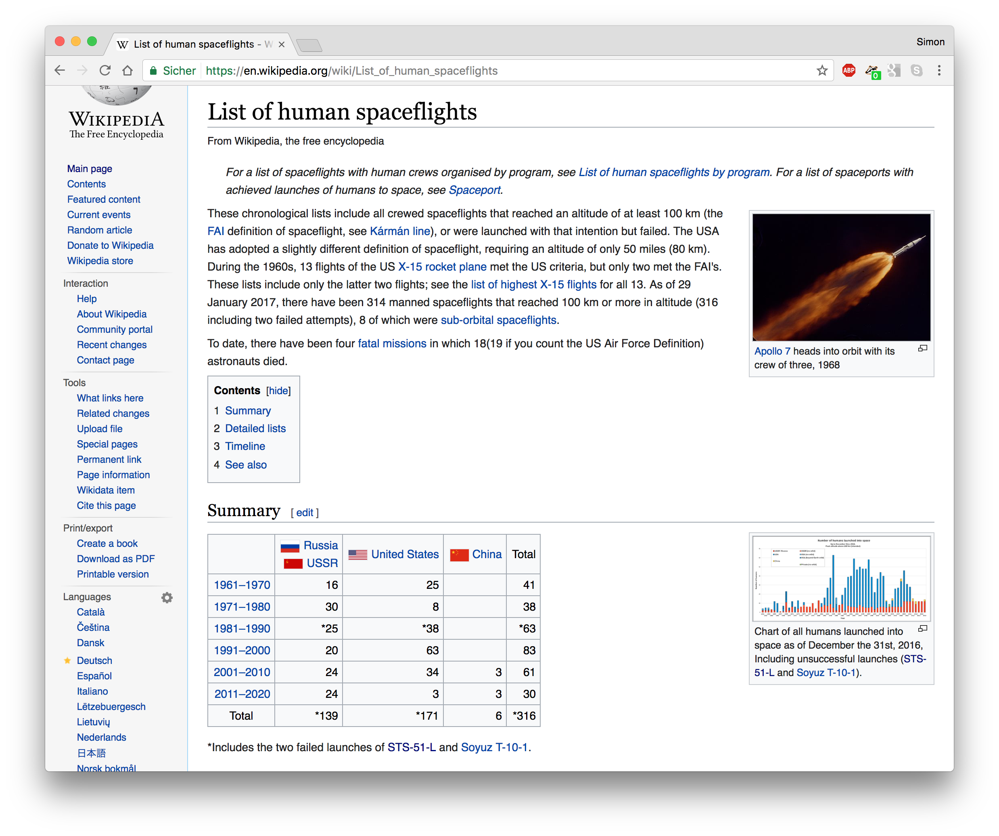 List of human spaceflights - W
Simon
Sicher https://en.wikipedia.org/wiki/List_of_human_spaceflights
ABP
0
WIKIPEDIA
The Free Encyclopedia
Main page
Contents
Featured content
Current events
Random article
Donate to Wikipedia
Wikipedia store
Interaction
Help
About Wikipedia
Community portal
Recent changes
Contact page
Tools
What links here
Related changes
Upload file
Special pages
Permanent link
Page information
Wikidata item
Cite this page
Print/export
Create a book
Download as PDF
Printable version
Languages
Català
Čeština
Dansk
Deutsch
Español
Italiano
Lëtzebuergesch
Lietuvių
Nederlands
日本語
Norsk bokmål
List of human spaceflights
From Wikipedia, the free encyclopedia
For a list of spaceflights with human crews organised by program, see List of human spaceflights by program. For a list of spaceports with
achieved launches of humans to space, see Spaceport.
These chronological lists include all crewed spaceflights that reached an altitude of at least 100 km (the
FAI definition of spaceflight, see Kármán line), or were launched with that intention but failed. The USA
has adopted a slightly different definition of spaceflight, requiring an altitude of only 50 miles (80 km).
During the 1960s, 13 flights of the US X-15 rocket plane met the US criteria, but only two met the FAI's.
These lists include only the latter two flights; see the list of highest X-15 flights for all 13. As of 29
January 2017, there have been 314 manned spaceflights that reached 100 km or more in altitude (316
including two failed attempts), 8 of which were sub-orbital spaceflights.
To date, there have been four fatal missions in which 18(19 if you count the US Air Force Definition)
astronauts died.
Apollo 7 heads into orbit with its
crew of three, 1968
Contents [hide]
1 Summary
2 Detailed lists
3 Timeline
4 See also
Summary [ edit ]
Russia
USSR
United States
China
Total
1961–1970 16 25 41
1971–1980 30 8 38
1981–1990 *25 *38 *63
1991–2000 20 63 83
2001–2010 24 34 3 61
2011–2020 24 3 3 30
Total *139 *171 6 *316
*Includes the two failed launches of STS-51-L and Soyuz T-10-1.
Number of humans launched into space
Chart of all humans launched into
space as of December the 31st, 2016,
Including unsuccessful launches (STS-
51-L and Soyuz T-10-1).